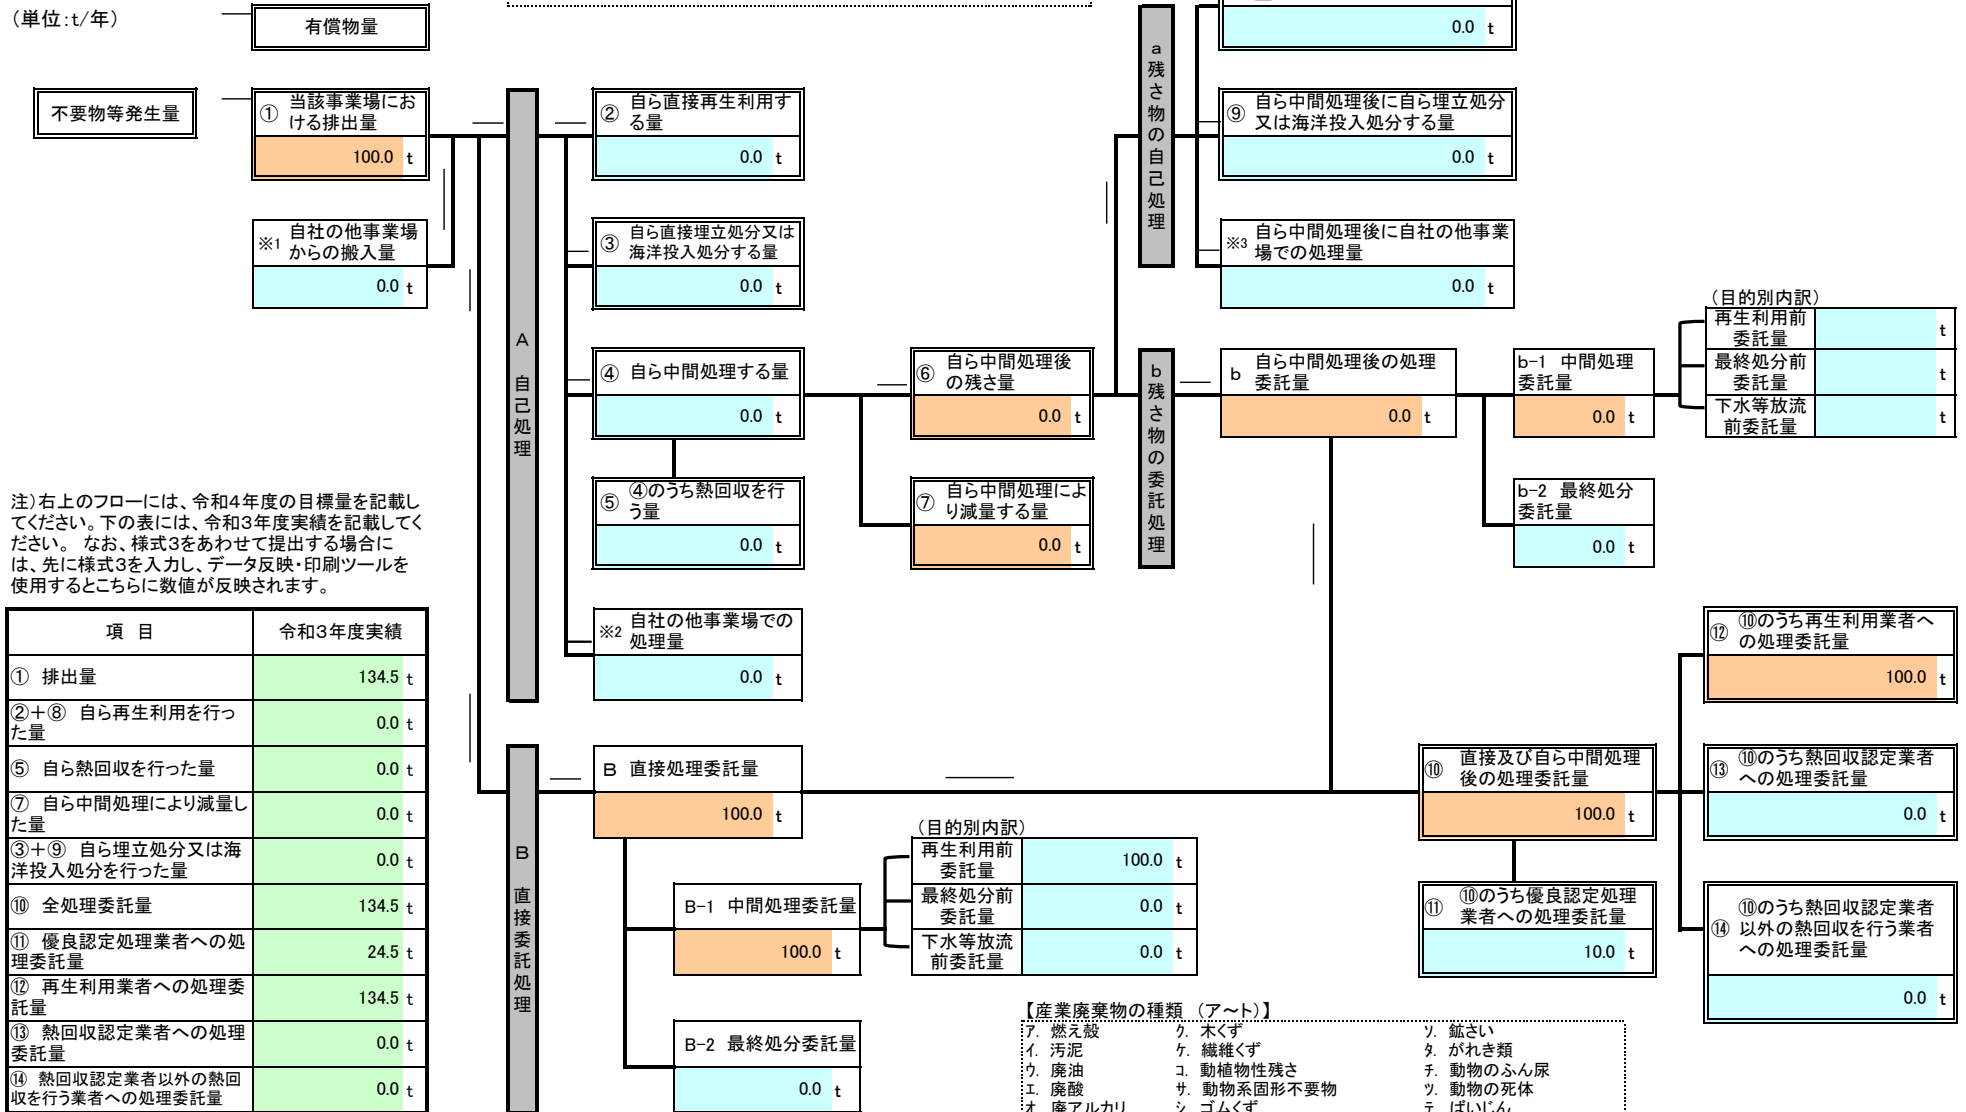 （単位：t/年）
有償物量
0.0 t
不要物等発生量
① 当該事業場にお
ける排出量
100.0 t
※1 自社の他事業場
からの搬入量
0.0 t
A 自己処理
② 自ら直接再生利用す
る量
0.0 t
③ 自ら直接埋立処分又は
海洋投入処分する量
0.0 t
④ 自ら中間処理する量
0.0 t
⑤ ④のうち熱回収を行
う量
0.0 t
※2 自社の他事業場での
処理量
0.0 t
⑥ 自ら中間処理後
の残さ量
0.0 t
⑦ 自ら中間処理によ
り減量する量
0.0 t
a 残さ物の自己処理
⑨ 自ら中間処理後に自ら埋立処分
又は海洋投入処分する量
0.0 t
※3 自ら中間処理後に自社の他事業
場での処理量
0.0 t
b 残さ物の委託処理
b 自ら中間処理後の処理
委託量
0.0 t
b-1 中間処理
委託量
0.0 t
（目的別内訳）
再生利用前
委託量
t
最終処分前
委託量
t
下水等放流
前委託量
t
b-2 最終処分
委託量
0.0 t
注）右上のフローには、令和４年度の目標量を記載し
てください。下の表には、令和３年度実績を記載してく
ださい。 なお、様式３をあわせて提出する場合に
は、先に様式３を入力し、データ反映・印刷ツールを
使用するとこちらに数値が反映されます。
項 目 令和３年度実績
① 排出量 134.5 t
②＋⑧ 自ら再生利用を行っ
た量 0.0 t
⑤ 自ら熱回収を行った量 0.0 t
⑦ 自ら中間処理により減量し
た量 0.0 t
③＋⑨ 自ら埋立処分又は海
洋投入処分を行った量 0.0 t
⑩ 全処理委託量 134.5 t
⑪ 優良認定処理業者への処
理委託量 24.5 t
⑫ 再生利用業者への処理委
託量 134.5 t
⑬ 熱回収認定業者への処理
委託量 0.0 t
⑭ 熱回収認定業者以外の熱回
収を行う業者への処理委託量 0.0 t
B 直接委託処理
B 直接処理委託量
100.0 t
B-1 中間処理委託量
100.0 t
（目的別内訳）
再生利用前
委託量
100.0 t
最終処分前
委託量
0.0 t
下水等放流
前委託量
0.0 t
B-2 最終処分委託量
0.0 t
⑩ 直接及び自ら中間処理
後の処理委託量
100.0 t
⑪ ⑩のうち優良認定処理
業者への処理委託量
10.0 t
⑫ ⑩のうち再生利用業者へ
の処理委託量
100.0 t
⑬ ⑩のうち熱回収認定業者
への処理委託量
0.0 t
⑭ ⑩のうち熱回収認定業者
以外の熱回収を行う業者
への処理委託量
0.0 t
【産業廃棄物の種類 （ア～ト）】
ｱ. 燃え殻 ｸ. 木くず ｿ. 鉱さい
ｲ. 汚泥 ｹ. 繊維くず ﾀ. がれき類
ｳ. 廃油 ｺ. 動植物性残さ ﾁ. 動物のふん尿
ｴ. 廃酸 ｻ. 動物系固形不要物 ﾂ. 動物の死体
ｵ. 廃アルカリ ｼ. ゴムくず ﾃ. ばいじん